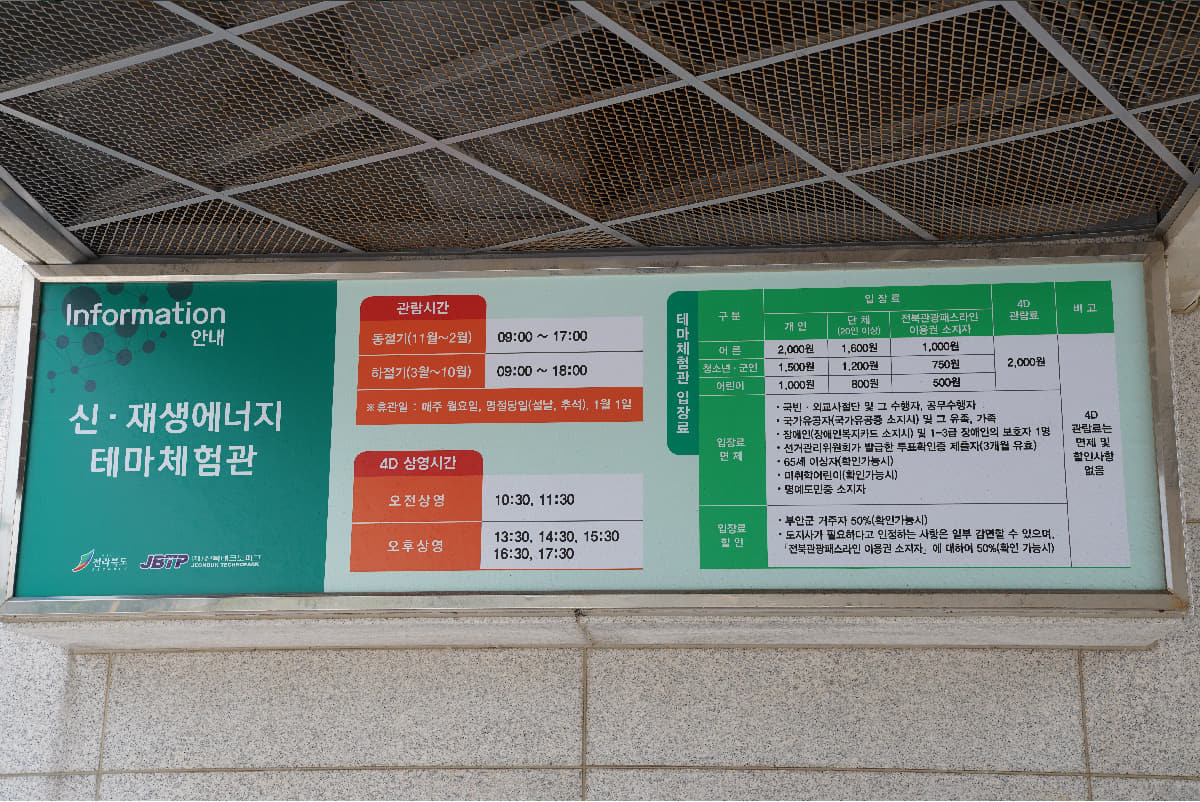 Information
안내
신·재생에너지
테마체험관
전라북도
JBTP (재)전북테크노파크
JEONBUK TECHNOPARK
관람시간
동절기(11월~2월) 09:00 ~ 17:00
하절기(3월~10월) 09:00 ~ 18:00
※휴관일 : 매주 월요일, 명절당일(설날, 추석), 1월 1일
4D 상영시간
오전상영 10:30, 11:30
오후상영 13:30, 14:30, 15:30
16:30, 17:30
테마체험관 입장료
구 분 입 장 료 4D 관람료 비 고
개 인 단 체 (20인 이상) 전북관광패스라인 이용권 소지자
어 른 2,000원 1,600원 1,000원 2,000원
청소년·군인 1,500원 1,200원 750원
어린이 1,000원 800원 500원
입장료
면 제
· 국빈·외교사절단 및 그 수행자, 공무수행자
· 국가유공자(국가유공증 소지시) 및 그 유족, 가족
· 장애인(장애인복지카드 소지시) 및 1-3급 장애인의 보호자 1명
· 선거관리위원회가 발급한 투표확인증 제출자(3개월 유효)
· 65세 이상자(확인가능시)
· 미취학어린이(확인가능시)
· 명예도민증 소지자
입장료
할 인
· 부안군 거주자 50%(확인가능시)
· 도지사가 필요하다고 인정하는 사항은 일부 감면할 수 있으며,
「전북관광패스라인 이용권 소지자」에 대하여 50%(확인 가능시)
4D
관람료는
면제 및
할인사항
없음